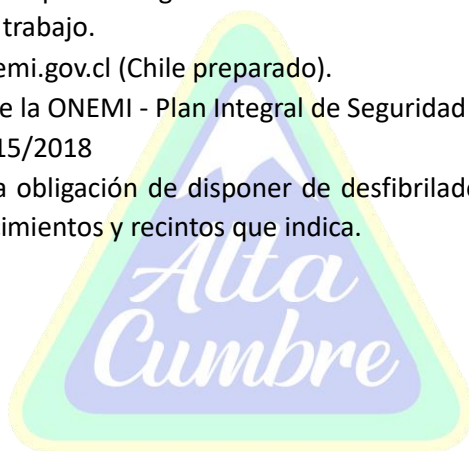 trabajo.
emi.gov.cl (Chile preparado).
e la ONEMI - Plan Integral de Seguridad
15/2018
a obligación de disponer de desfibrilado
cimientos y recintos que indica.
Alta
Cumbre